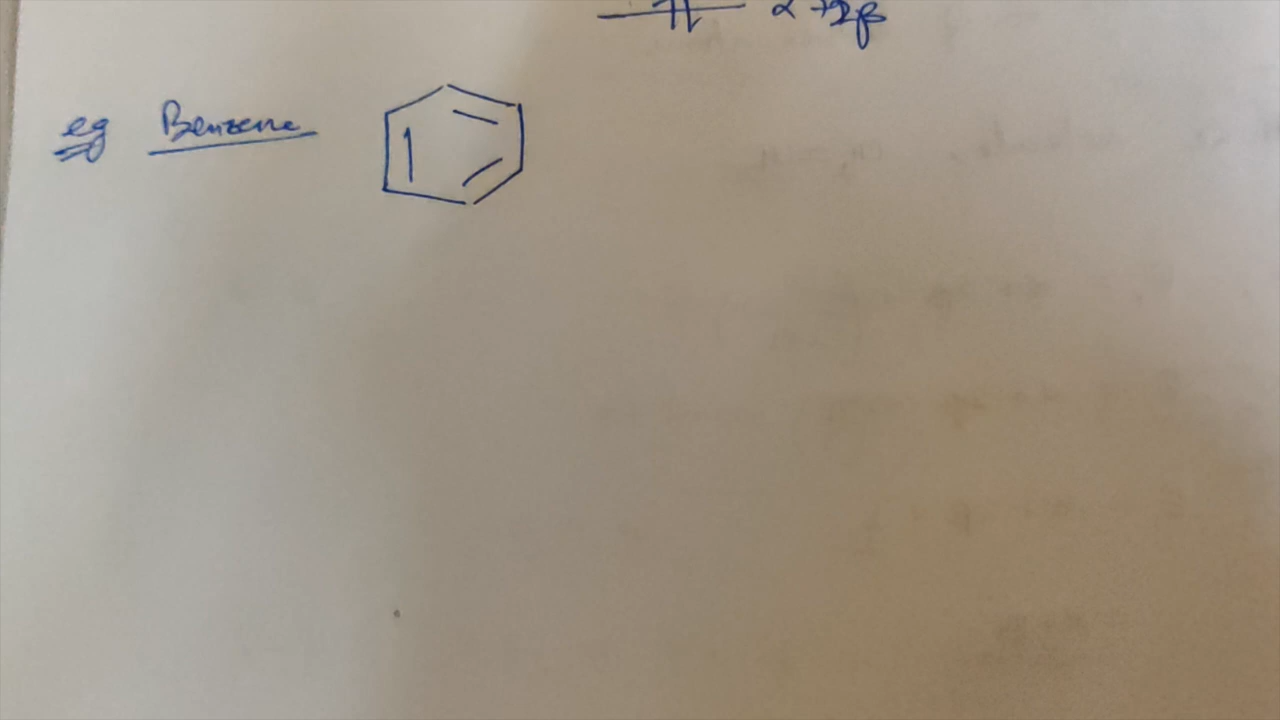 α + 2β
eg Benzene